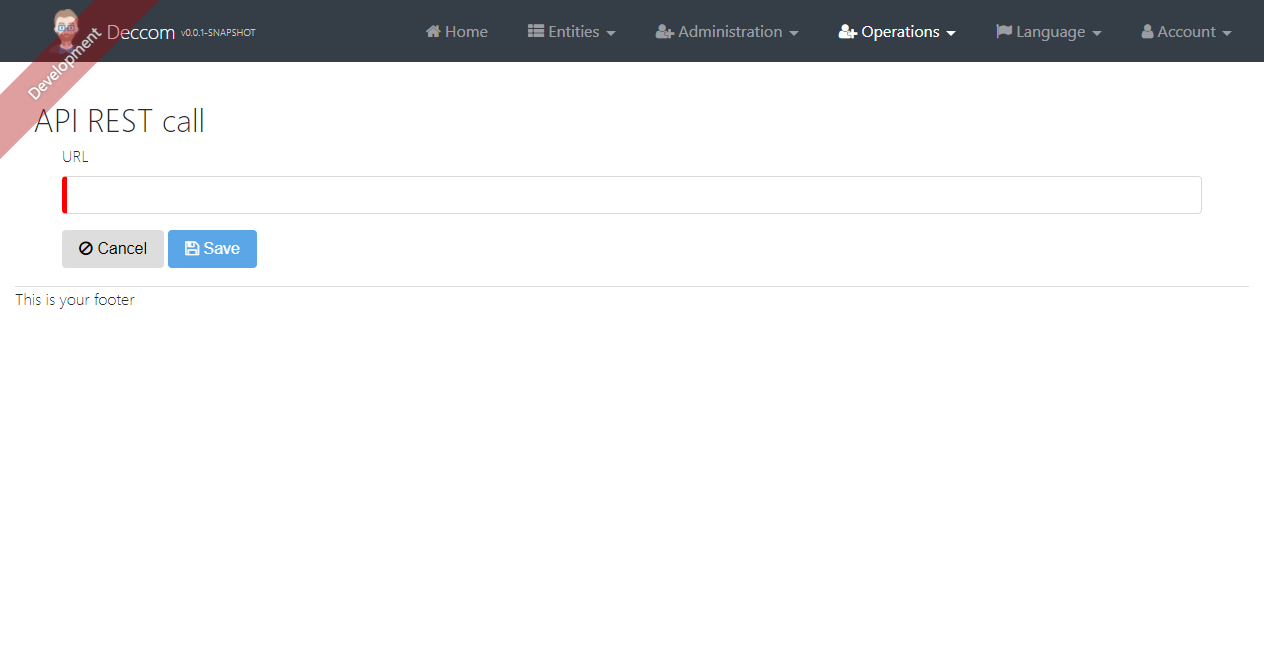 Deccom v0.0.1-SNAPSHOT Home Entities Administration Operations Language Account
Development
API REST call
URL
Cancel Save
This is your footer